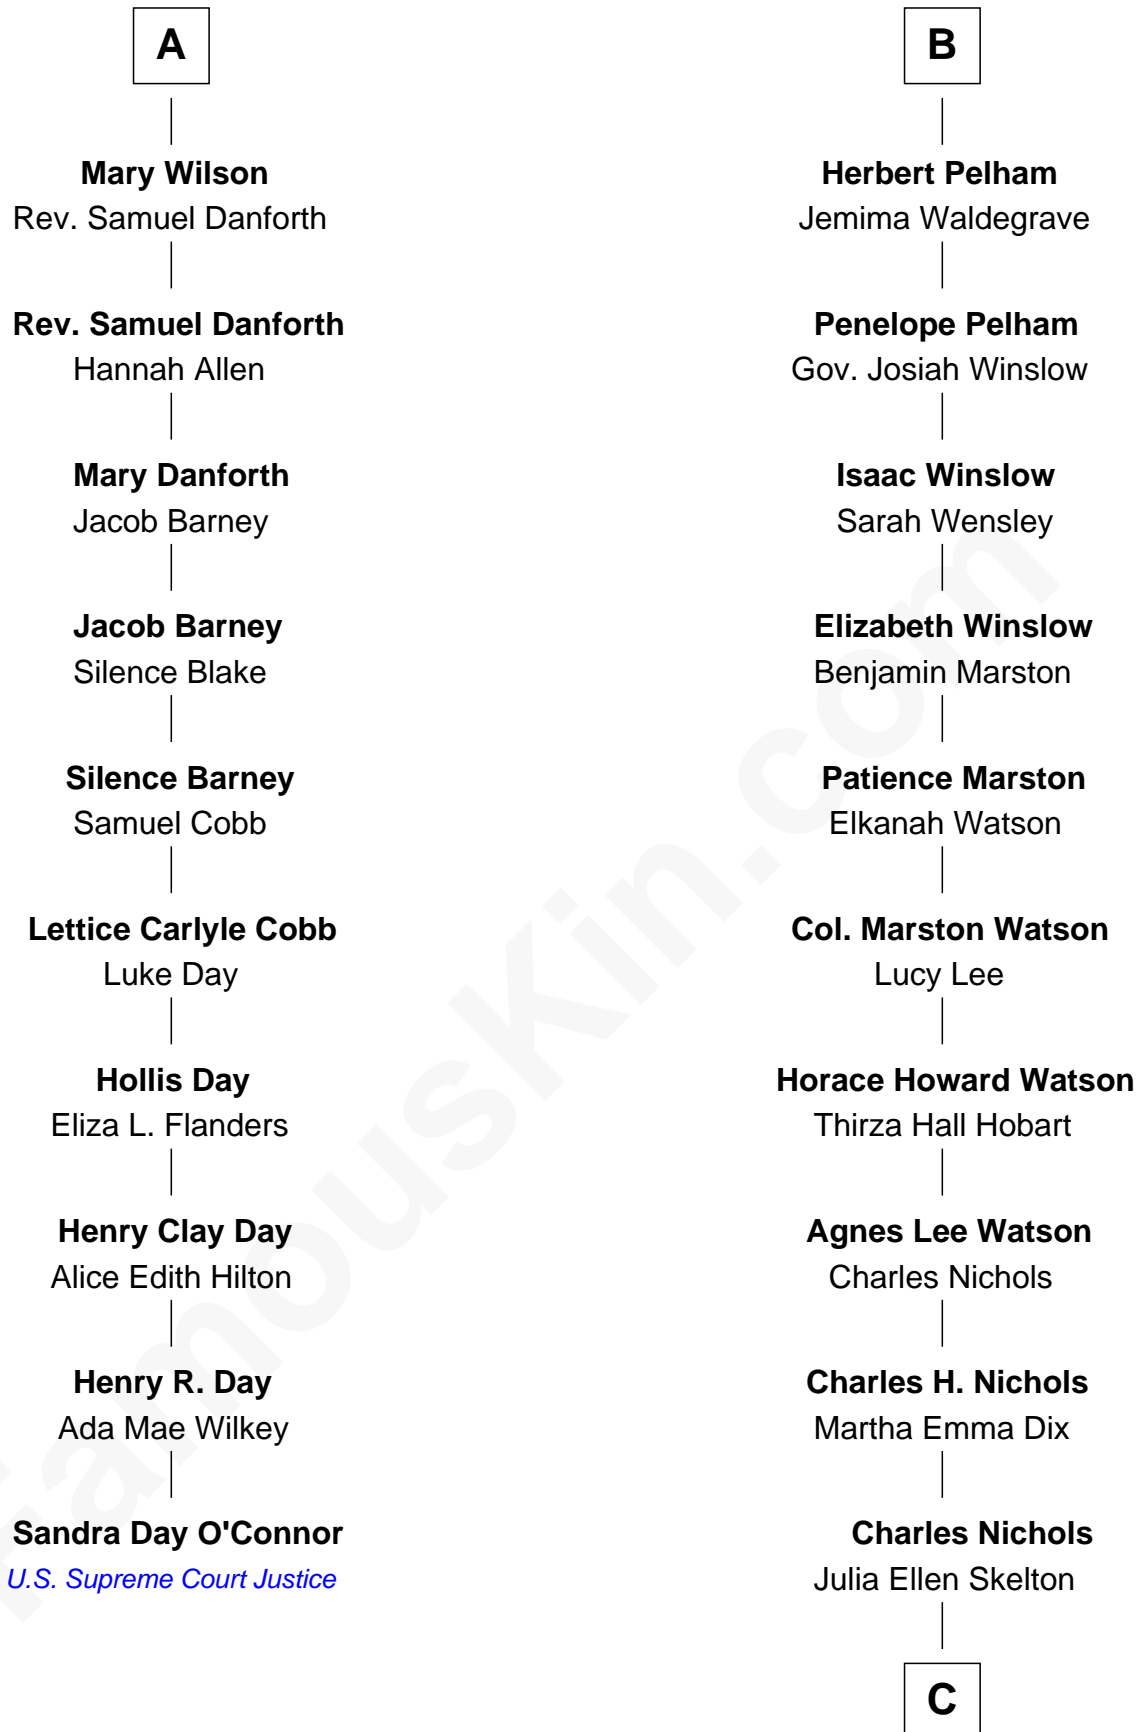 A
Mary Wilson
Rev. Samuel Danforth
Rev. Samuel Danforth
Hannah Allen
Mary Danforth
Jacob Barney
Jacob Barney
Silence Blake
Silence Barney
Samuel Cobb
Lettice Carlyle Cobb
Luke Day
Hollis Day
Eliza L. Flanders
Henry Clay Day
Alice Edith Hilton
Henry R. Day
Ada Mae Wilkey
Sandra Day O'Connor
U.S. Supreme Court Justice
B
Herbert Pelham
Jemima Waldegrave
Penelope Pelham
Gov. Josiah Winslow
Isaac Winslow
Sarah Wensley
Elizabeth Winslow
Benjamin Marston
Patience Marston
Elkanah Watson
Col. Marston Watson
Lucy Lee
Horace Howard Watson
Thirza Hall Hobart
Agnes Lee Watson
Charles Nichols
Charles H. Nichols
Martha Emma Dix
Charles Nichols
Julia Ellen Skelton
C
FamousKin.com